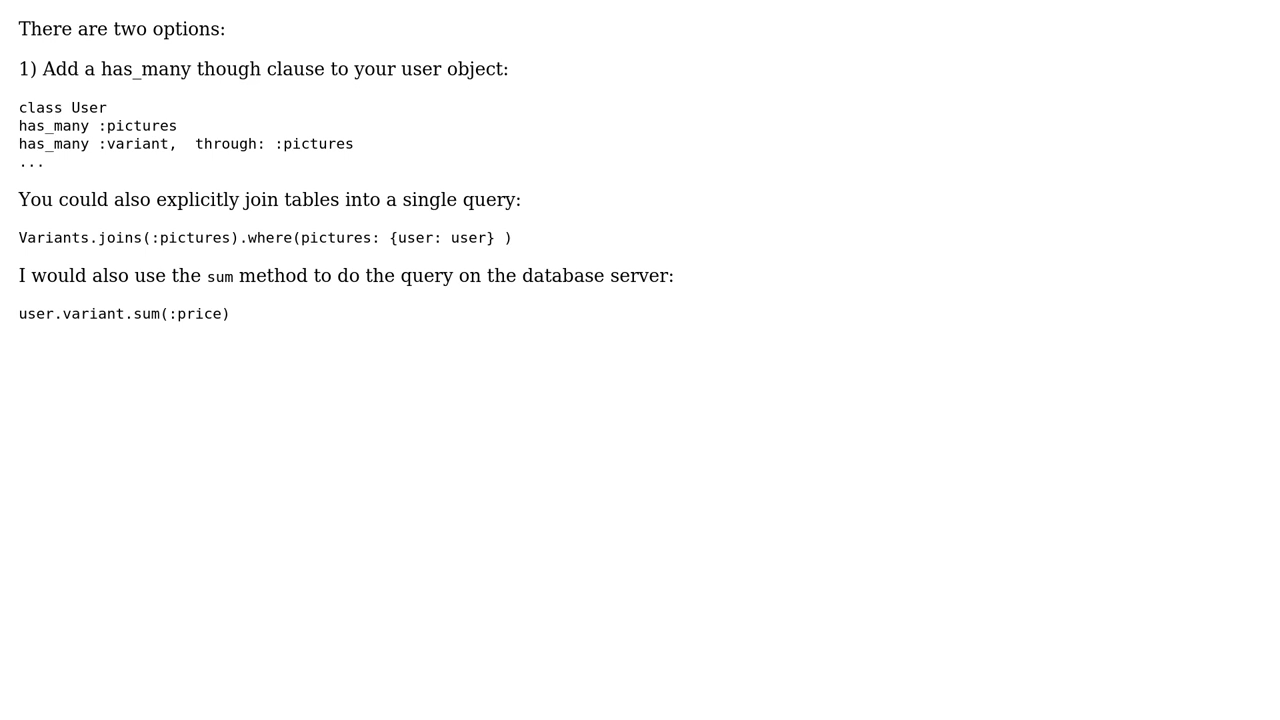 There are two options:
1) Add a has_many though clause to your user object:
class User
has_many :pictures
has_many :variant,  through: :pictures
...
You could also explicitly join tables into a single query:
Variants.joins(:pictures).where(pictures: {user: user} )
I would also use the sum method to do the query on the database server:
user.variant.sum(:price)